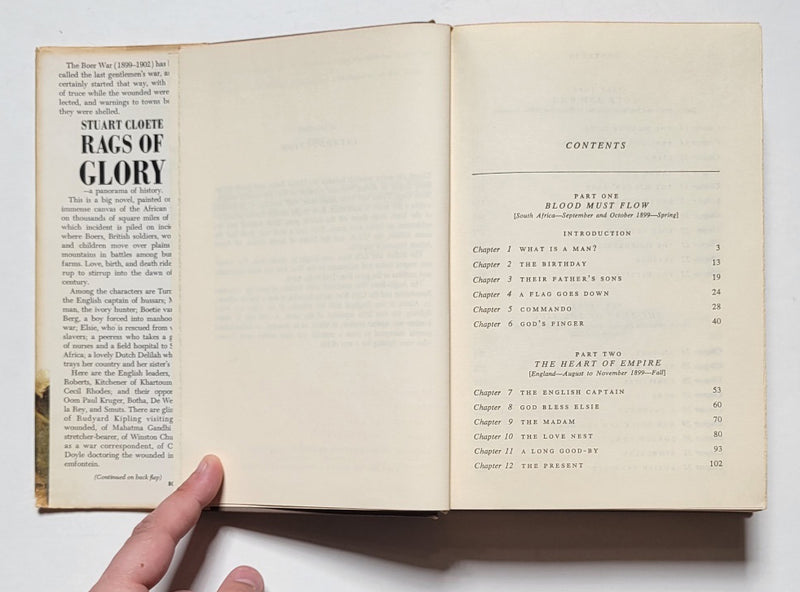 The Boer War (1899–1902) has
called the last gentlemen's war, a
certainly started that way, with
of truce while the wounded were
lected, and warnings to towns be
they were shelled.
STUART CLOETE
RAGS OF
GLORY
—a panorama of history.
This is a big novel, painted o
immense canvas of the African
on thousands of square miles of
which incident is piled on inci
where Boers, British soldiers, wo
and children move over plains
mountains in battles among bu
farms. Love, birth, and death ride
rup to stirrup into the dawn of
century.
Among the characters are Turn
the English captain of hussars; M
man, the ivory hunter; Boetie van
Berg, a boy forced into manhoo
war; Elsie, who is rescued from
slavers; a peeress who takes a g
of nurses and a field hospital to S
Africa; a lovely Dutch Delilah wh
trays her country and her sister's
Here are the English leaders,
Roberts, Kitchener of Khartoum
Cecil Rhodes; and their oppo
Oom Paul Kruger, Botha, De We
la Rey, and Smuts. There are gli
of Rudyard Kipling visiting
wounded, of Mahatma Gandhi
stretcher-bearer, of Winston Chu
as a war correspondent, of C
Doyle doctoring the wounded in
emfontein.
(Continued on back flap)
CONTENTS
PART ONE
BLOOD MUST FLOW
[South Africa—September and October 1899—Spring]
INTRODUCTION
Chapter 1 WHAT IS A MAN? 3
Chapter 2 THE BIRTHDAY 13
Chapter 3 THEIR FATHER'S SONS 19
Chapter 4 A FLAG GOES DOWN 24
Chapter 5 COMMANDO 28
Chapter 6 GOD'S FINGER 40
PART TWO
THE HEART OF EMPIRE
[England—August to November 1899—Fall]
Chapter 7 THE ENGLISH CAPTAIN 53
Chapter 8 GOD BLESS ELSIE 60
Chapter 9 THE MADAM 70
Chapter 10 THE LOVE NEST 80
Chapter 11 A LONG GOOD-BY 93
Chapter 12 THE PRESENT 102